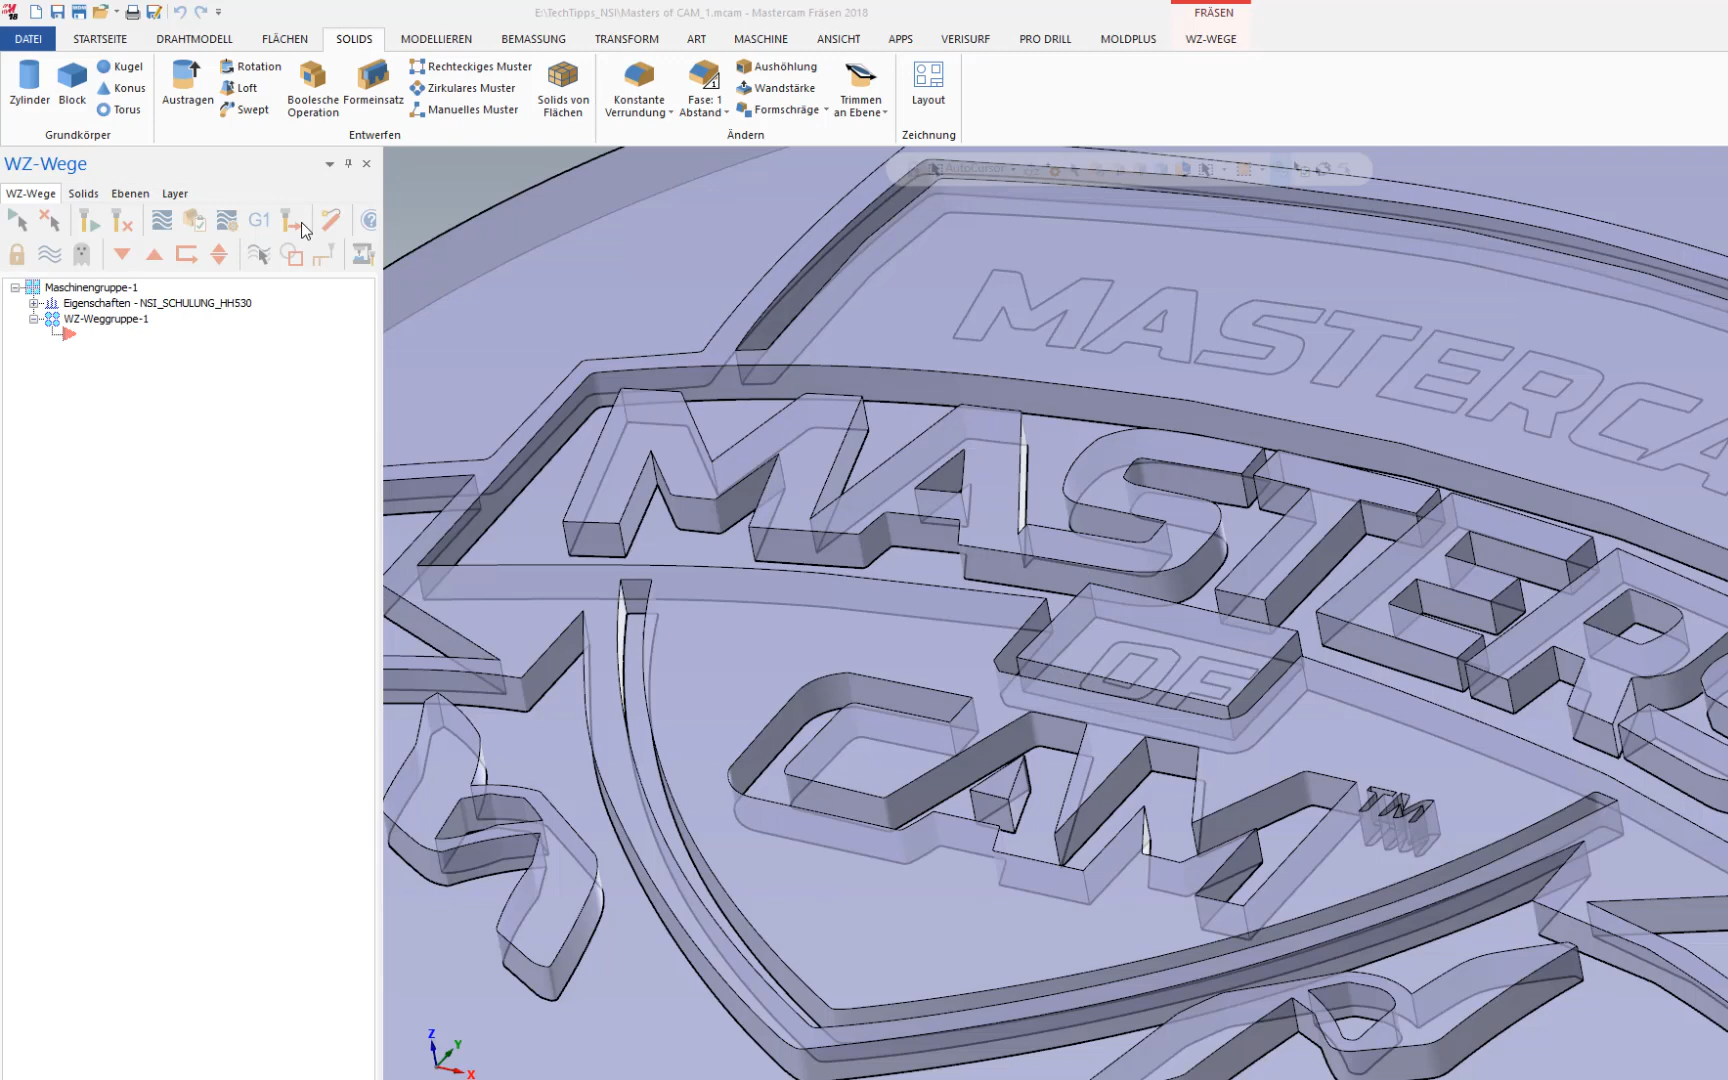 E:\TechTipps_NSI\Masters of CAM_1.mcam - Mastercam Fräsen 2018
FRÄSEN
DATEI STARTSEITE DRAHTMODELL FLÄCHEN SOLIDS MODELLIEREN BEMASSUNG TRANSFORM ART MASCHINE ANSICHT APPS VERISURF PRO DRILL MOLDPLUS WZ-WEGE
Zylinder
Block
Kugel
Konus
Torus
Grundkörper
Austragen
Rotation
Loft
Swept
Boolesche Operation
Formeinsatz
Rechteckiges Muster
Zirkulares Muster
Manuelles Muster
Solids von Flächen
Entwerfen
Konstante Verrundung
Fase: 1 Abstand
Aushöhlung
Wandstärke
Formschräge
Trimmen an Ebene
Ändern
Layout
Zeichnung
WZ-Wege
WZ-Wege Solids Ebenen Layer
G1
Maschinengruppe-1
Eigenschaften - NSI_SCHULUNG_HH530
WZ-Weggruppe-1
AutoCursor
MASTERCA
MASTER
OF
CAM
TM
Z
Y
X